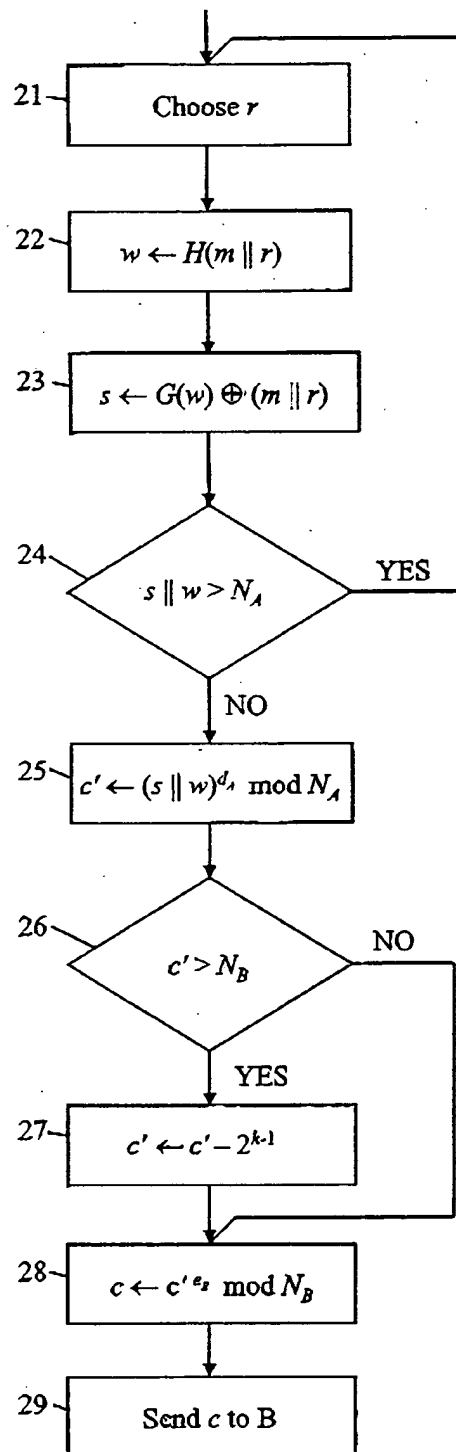 21
Choose r
22
w ← H(m || r)
23
s ← G(w) ⊕ (m || r)
24
s || w > N_A
YES
NO
25
c' ← (s || w)^{d_A} mod N_A
26
c' > N_B
NO
YES
27
c' ← c' – 2^{k-1}
28
c ← c'^{e_B} mod N_B
29
Send c to B